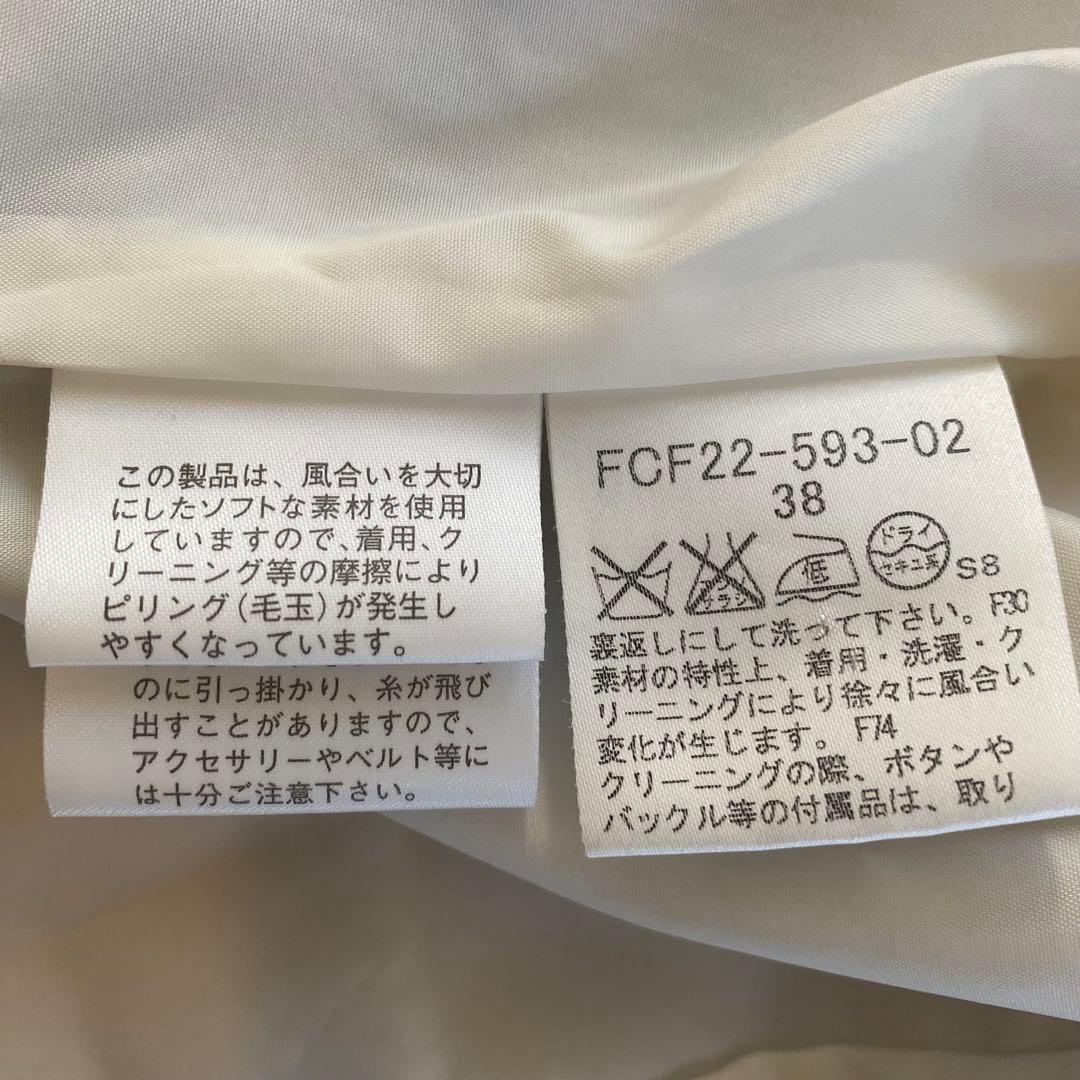 この製品は、風合いを大切
にしたソフトな素材を使用
していますので、着用、ク
リーニング等の摩擦により
ピリング(毛玉)が発生し
やすくなっています。
のに引っ掛かり、糸が飛び
出すことがありますので、
アクセサリーやベルト等に
は十分ご注意下さい。
FCF22-593-02
38
エンソ
サラシ
低
ドライ
セキユ系
S8
裏返しにして洗って下さい。F30
素材の特性上、着用・洗濯・ク
リーニングにより徐々に風合い
変化が生じます。 F74
クリーニングの際、ボタンや
バックル等の付属品は、取り